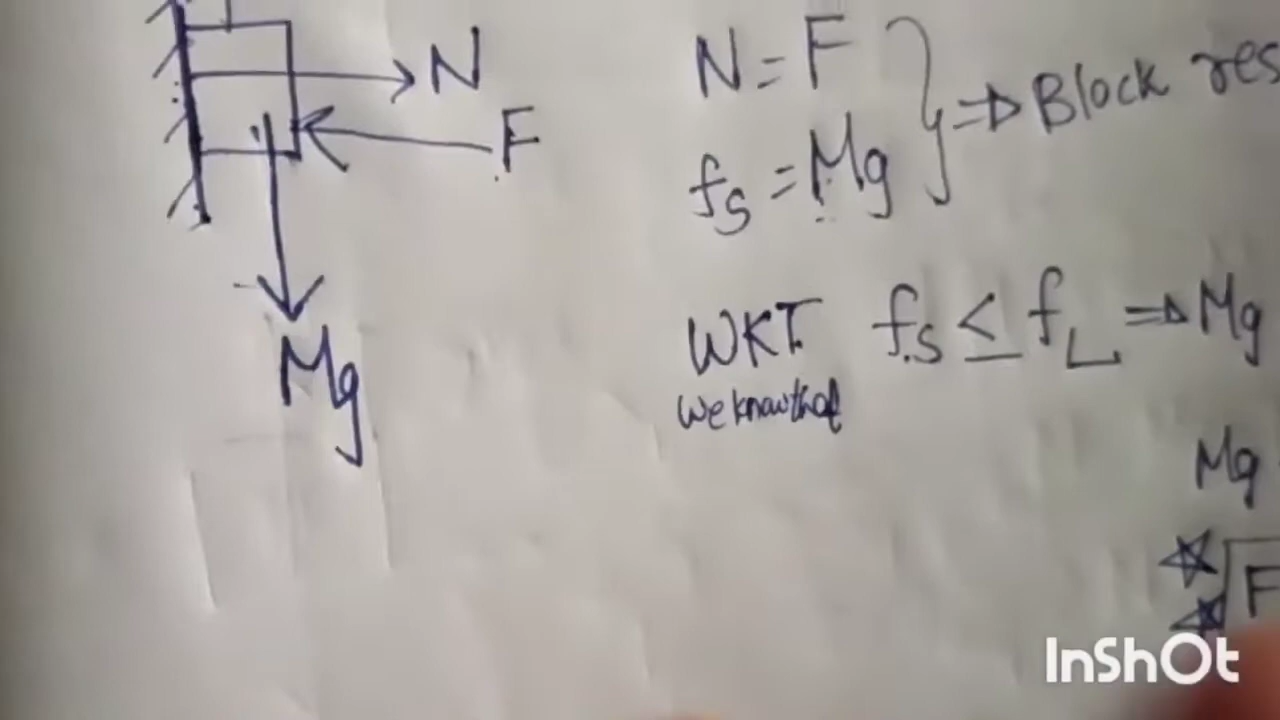 N
F
Mg
N = F
fs = Mg } ⇒ Block res
WKT fs ≤ fL ⇒ Mg
we know that
Mg
F
InShOt